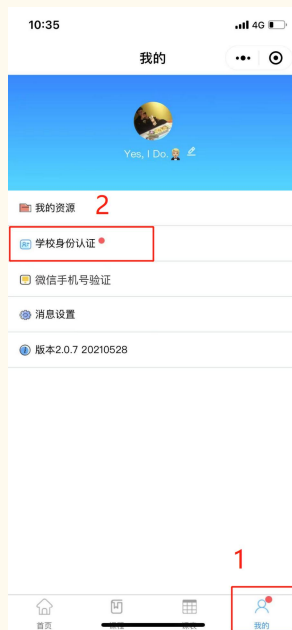 10:35
4G
我的
Yes, I Do.
我的资源
2
学校身份认证
微信手机号验证
消息设置
版本2.0.7 20210528
1
首页
我的